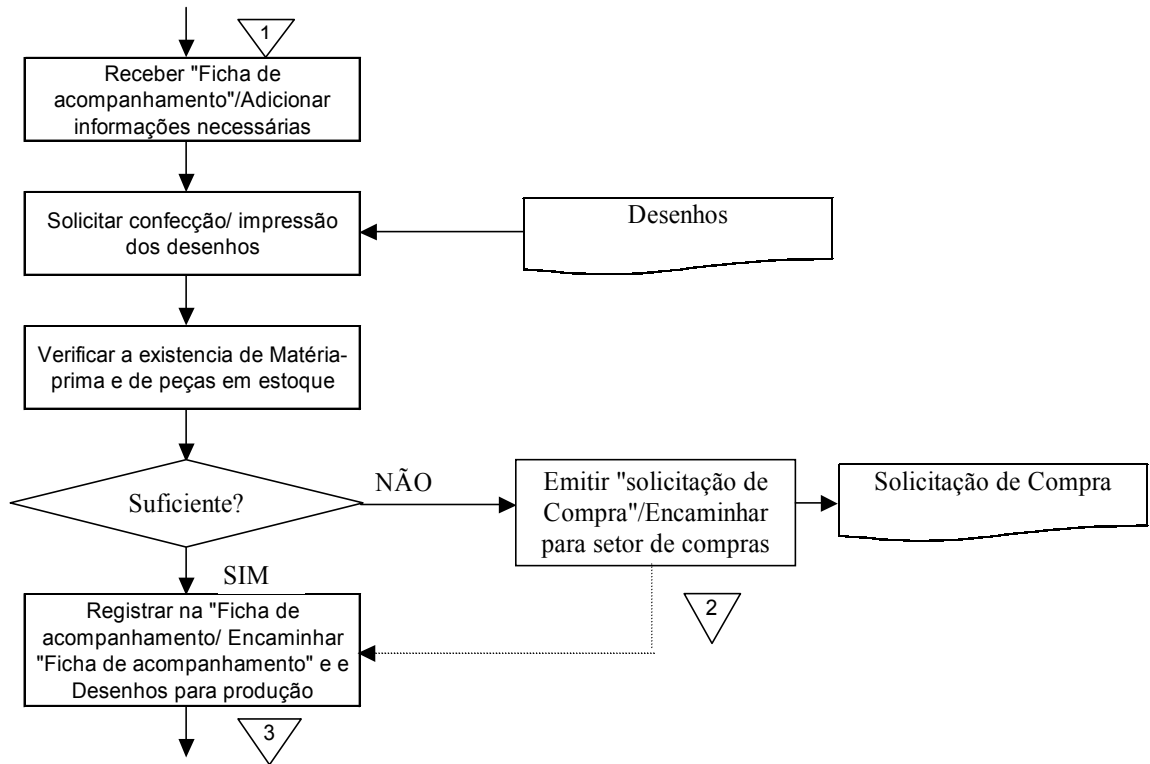 1
Receber "Ficha de
acompanhamento"/Adicionar
informações necessárias
Solicitar confecção/ impressão
dos desenhos
Desenhos
Verificar a existencia de Matéria-
prima e de peças em estoque
Suficiente?
NÃO
Emitir "solicitação de
Compra"/Encaminhar
para setor de compras
Solicitação de Compra
SIM
2
Registrar na "Ficha de
acompanhamento/ Encaminhar
"Ficha de acompanhamento" e e
Desenhos para produção
3